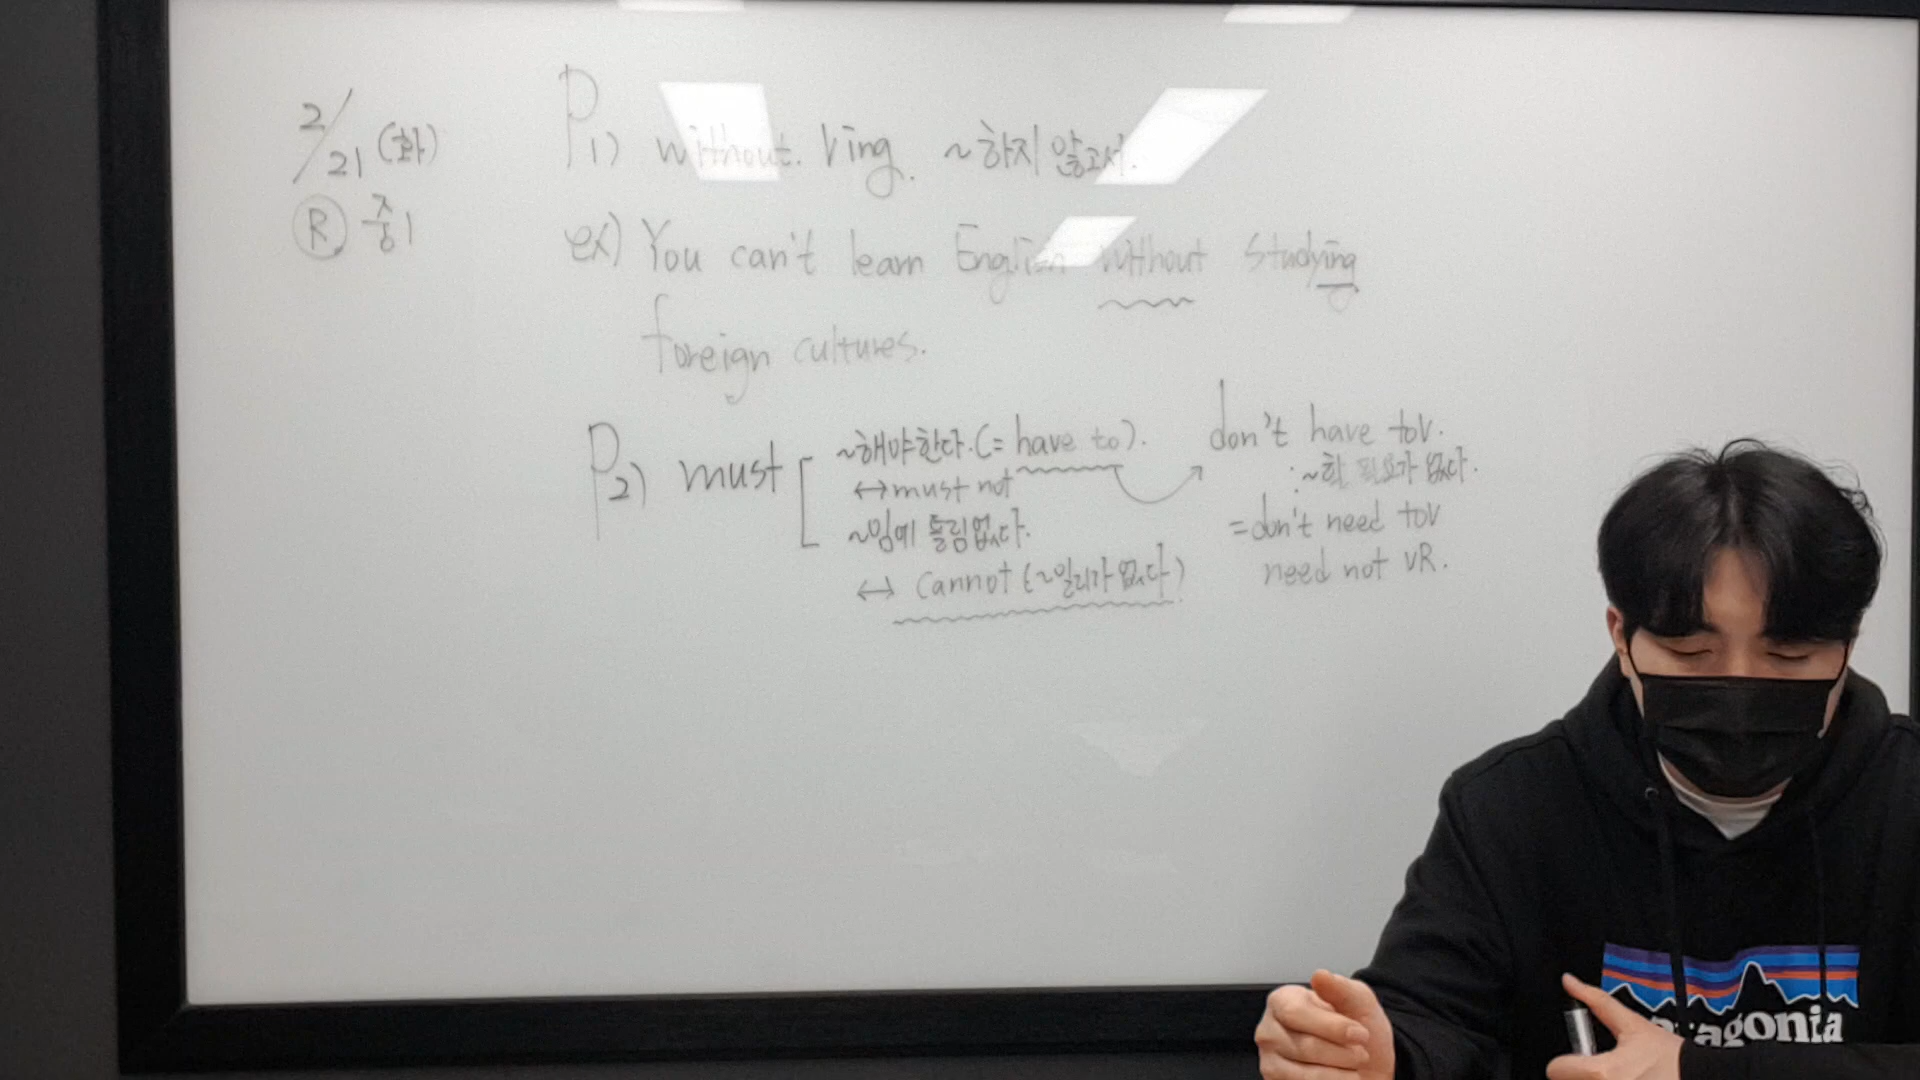 2/21 (화)
R 중1
P1) without. Ving. ~하지 않고서.
ex) You can't learn English without studying
foreign cultures.
P2) must [ ~해야한다.(= have to).
↔ must not
~임에 틀림없다.
↔ cannot (~일리가 없다)
don't have toV.
: ~할 필요가 없다.
= don't need toV
need not VR.
patagonia